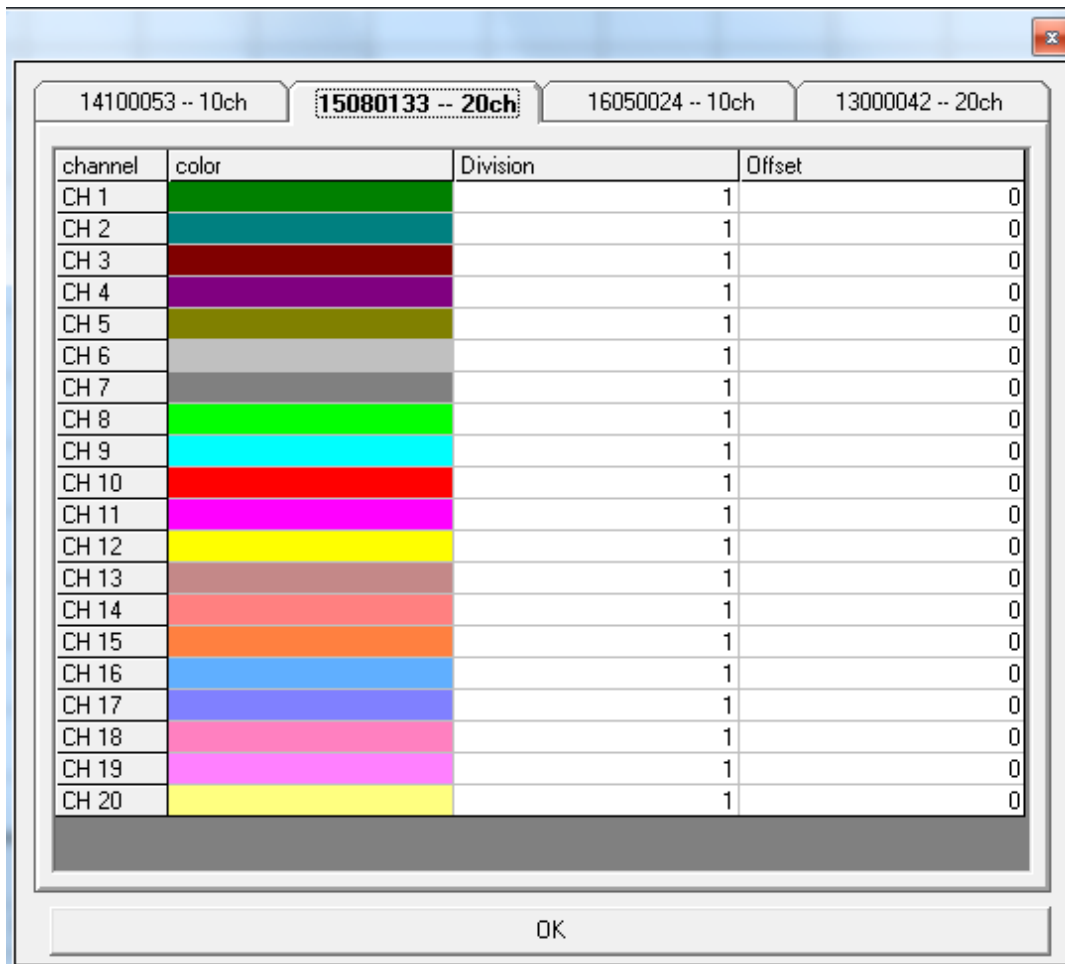 14100053 -- 10ch 15080133 -- 20ch 16050024 -- 10ch 13000042 -- 20ch
channel color Division Offset
CH 1 1 0
CH 2 1 0
CH 3 1 0
CH 4 1 0
CH 5 1 0
CH 6 1 0
CH 7 1 0
CH 8 1 0
CH 9 1 0
CH 10 1 0
CH 11 1 0
CH 12 1 0
CH 13 1 0
CH 14 1 0
CH 15 1 0
CH 16 1 0
CH 17 1 0
CH 18 1 0
CH 19 1 0
CH 20 1 0
OK